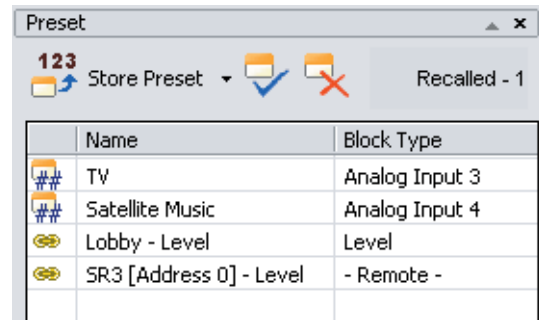 Preset
123
Store Preset
Recalled - 1
Name Block Type
## TV Analog Input 3
## Satellite Music Analog Input 4
Lobby - Level Level
SR3 [Address 0] - Level - Remote -